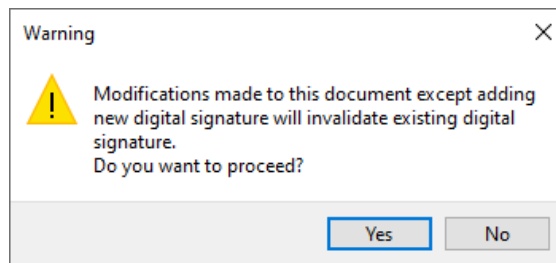 Warning
Modifications made to this document except adding
new digital signature will invalidate existing digital
signature.
Do you want to proceed?
Yes
No